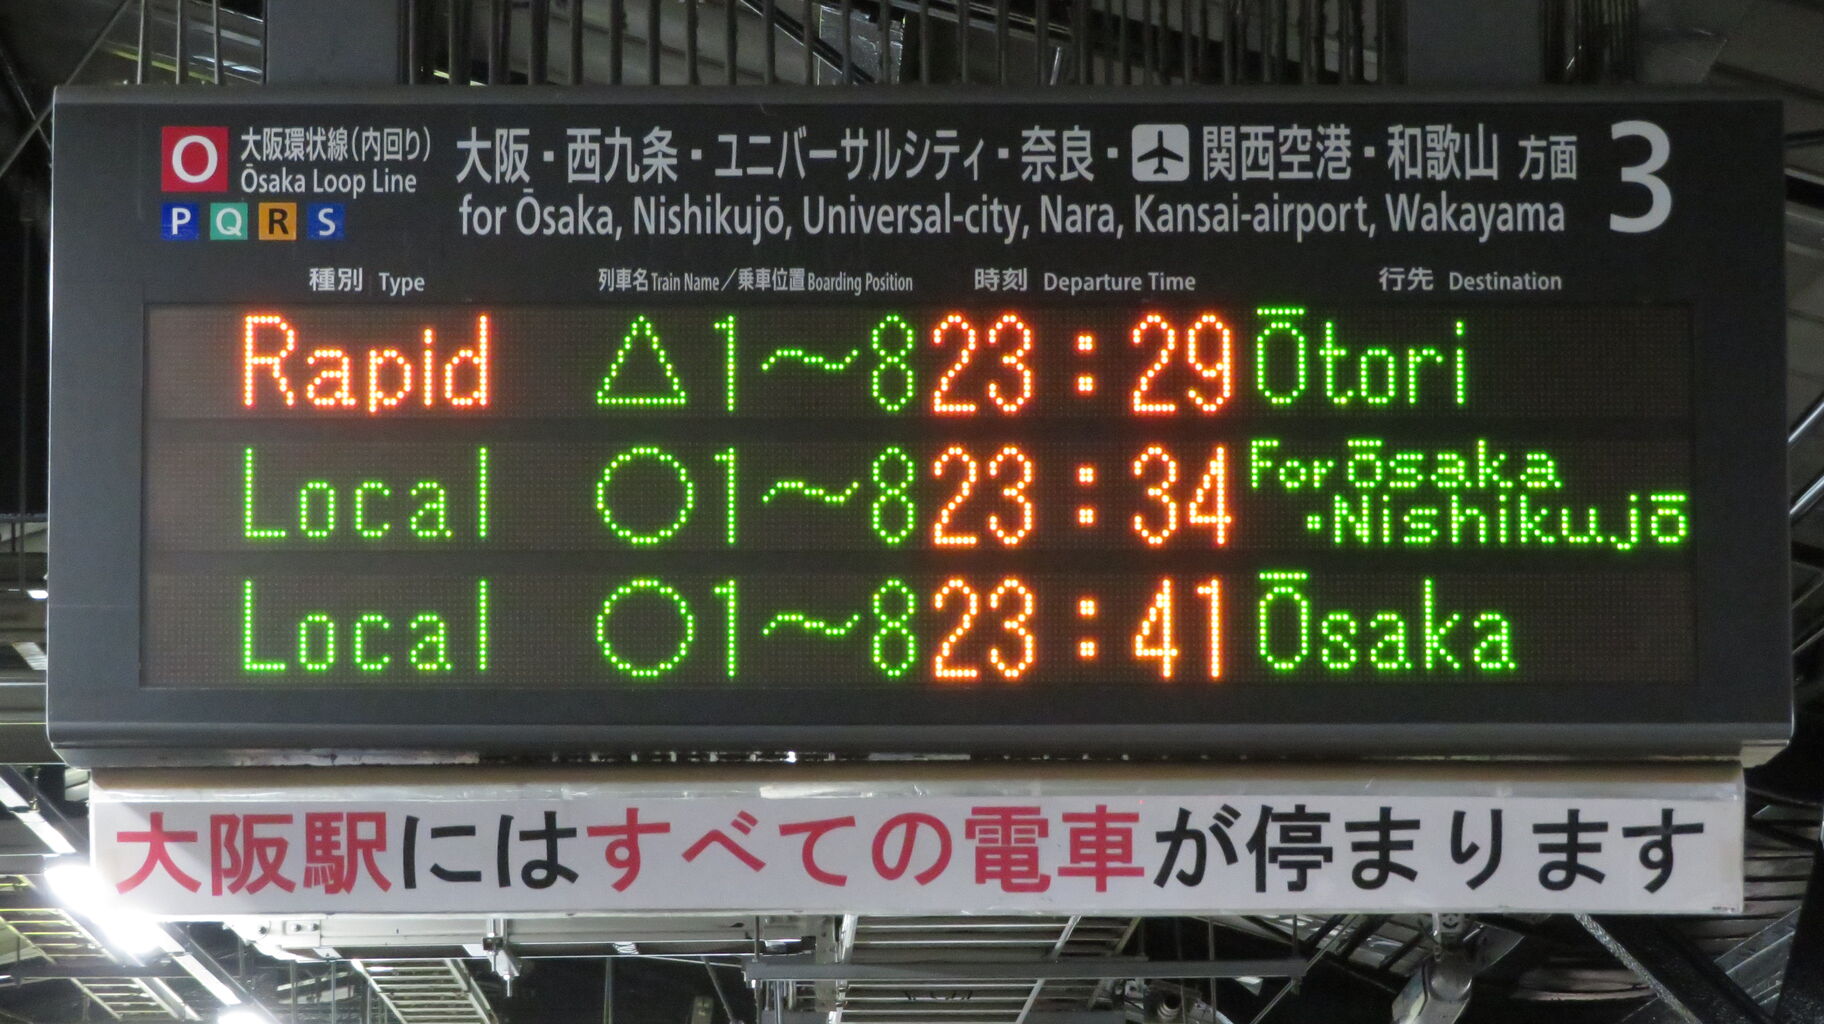 O 大阪環状線(内回り) 大阪・西九条・ユニバーサルシティ・奈良・関西空港・和歌山 方面 3
Ōsaka Loop Line
P Q R S for Ōsaka, Nishikujō, Universal-city, Nara, Kansai-airport, Wakayama
種別 Type 列車名 Train Name/乗車位置 Boarding Position 時刻 Departure Time 行先 Destination
Rapid △1~8 23:29 Ōtori
Local ○1~8 23:34 For Ōsaka
・Nishikujō
Local ○1~8 23:41 Ōsaka
大阪駅にはすべての電車が停まります